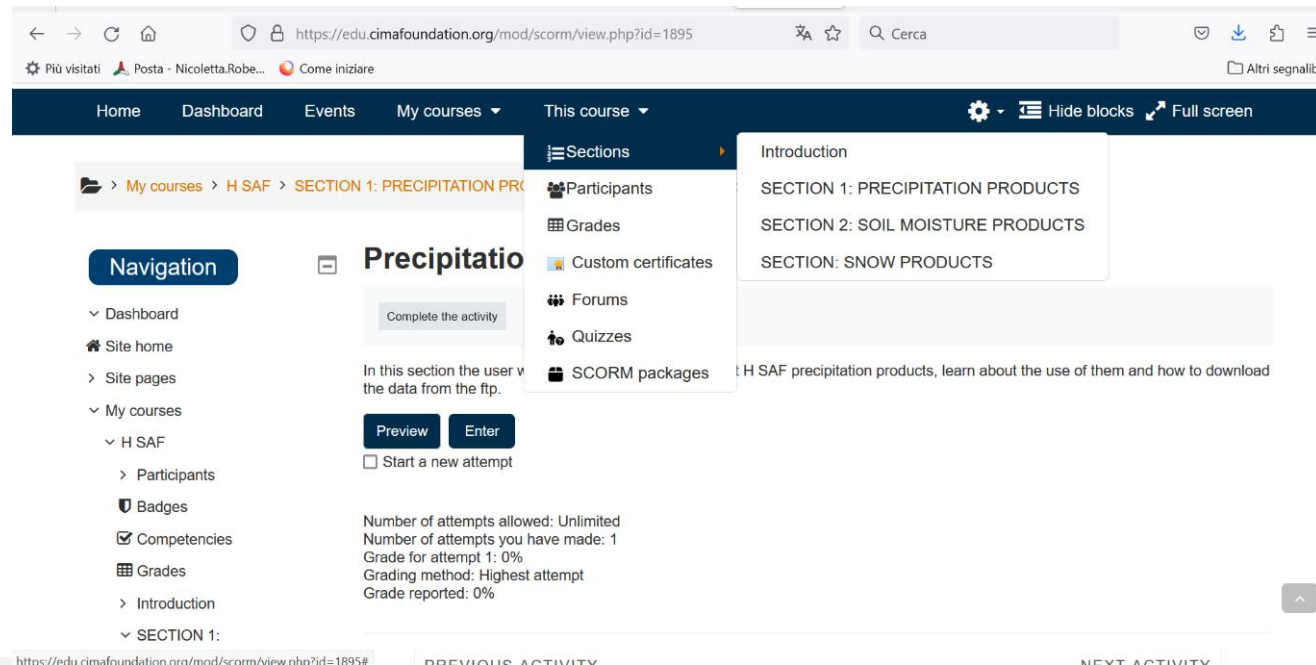 https://edu.cimafoundation.org/mod/scorm/view.php?id=1895
Cerca
Più visitati Posta - Nicoletta.Robe... Come iniziare
Altri segnalib
Home Dashboard Events My courses This course Hide blocks Full screen
Sections
Introduction
> My courses > H SAF > SECTION 1: PRECIPITATION PRO
Participants
SECTION 1: PRECIPITATION PRODUCTS
Grades
SECTION 2: SOIL MOISTURE PRODUCTS
Navigation
Precipitatio
Custom certificates
SECTION: SNOW PRODUCTS
Dashboard
Complete the activity
Forums
Site home
Quizzes
Site pages
In this section the user w
SCORM packages
t H SAF precipitation products, learn about the use of them and how to download
the data from the ftp.
My courses
Preview Enter
H SAF
Start a new attempt
Participants
Badges
Number of attempts allowed: Unlimited
Competencies
Number of attempts you have made: 1
Grade for attempt 1: 0%
Grades
Grading method: Highest attempt
Grade reported: 0%
Introduction
SECTION 1:
https://edu.cimafoundation.org/mod/scorm/view.php?id=1895#
PREVIOUS ACTIVITY
NEXT ACTIVITY